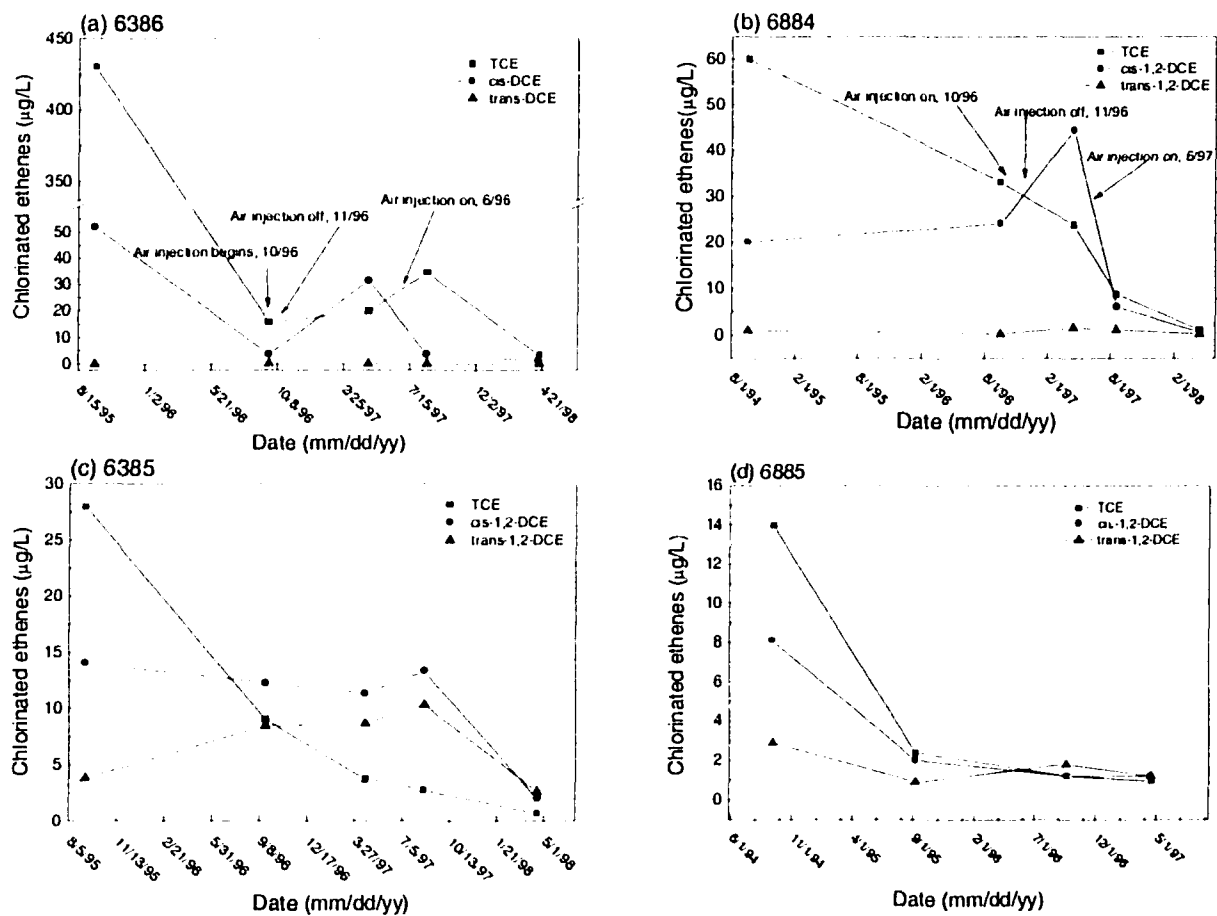 (a) 6386
Chlorinated ethenes (µg/L)
450
400
350
50
40
30
20
10
0
TCE
cis-DCE
trans-DCE
Air injection off, 11/96
Air injection on, 6/96
Air injection begins, 10/96
8/15/95
1/2/96
5/21/96
10/8/96
2/25/97
7/15/97
12/2/97
4/21/98
Date (mm/dd/yy)
(b) 6884
Chlorinated ethenes(µg/L)
60
50
40
30
20
10
0
TCE
cis-1,2-DCE
trans-1,2-DCE
Air injection on, 10/96
Air injection off, 11/96
Air injection on, 6/97
8/1/94
2/1/95
8/1/95
2/1/96
8/1/96
2/1/97
8/1/97
2/1/98
Date (mm/dd/yy)
(c) 6385
Chlorinated ethenes (µg/L)
30
25
20
15
10
5
0
TCE
cis-1,2-DCE
trans-1,2-DCE
8/5/95
11/13/95
2/21/96
5/31/96
9/8/96
12/17/96
3/27/97
7/5/97
10/13/97
1/21/98
5/1/98
Date (mm/dd/yy)
(d) 6885
Chlorinated ethenes (µg/L)
16
14
12
10
8
6
4
2
0
TCE
cis-1,2-DCE
trans-1,2-DCE
6/1/94
11/1/94
4/1/95
9/1/95
2/1/96
7/1/96
12/1/96
5/1/97
Date (mm/dd/yy)